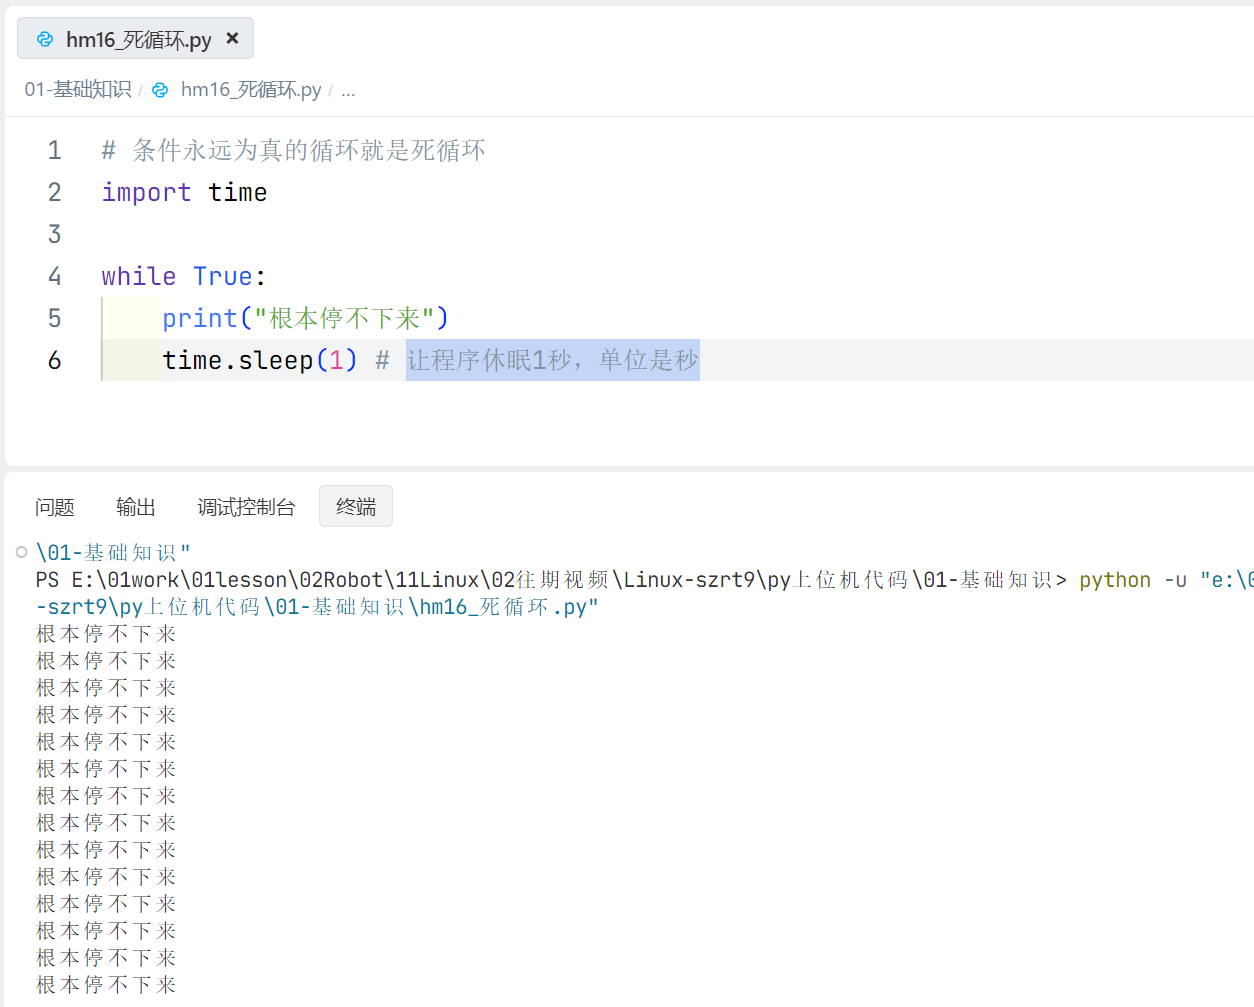 hm16_死循环.py ×
01-基础知识 / hm16_死循环.py / ...
1 # 条件永远为真的循环就是死循环
2 import time
3
4 while True:
5     print("根本停不下来")
6     time.sleep(1) # 让程序休眠1秒，单位是秒
问题 输出 调试控制台 终端
\01-基础知识"
PS E:\01work\01lesson\02Robot\11Linux\02往期视频\Linux-szrt9\py上位机代码\01-基础知识> python -u "e:\0
-szrt9\py上位机代码\01-基础知识\hm16_死循环.py"
根本停不下来
根本停不下来
根本停不下来
根本停不下来
根本停不下来
根本停不下来
根本停不下来
根本停不下来
根本停不下来
根本停不下来
根本停不下来
根本停不下来
根本停不下来
根本停不下来